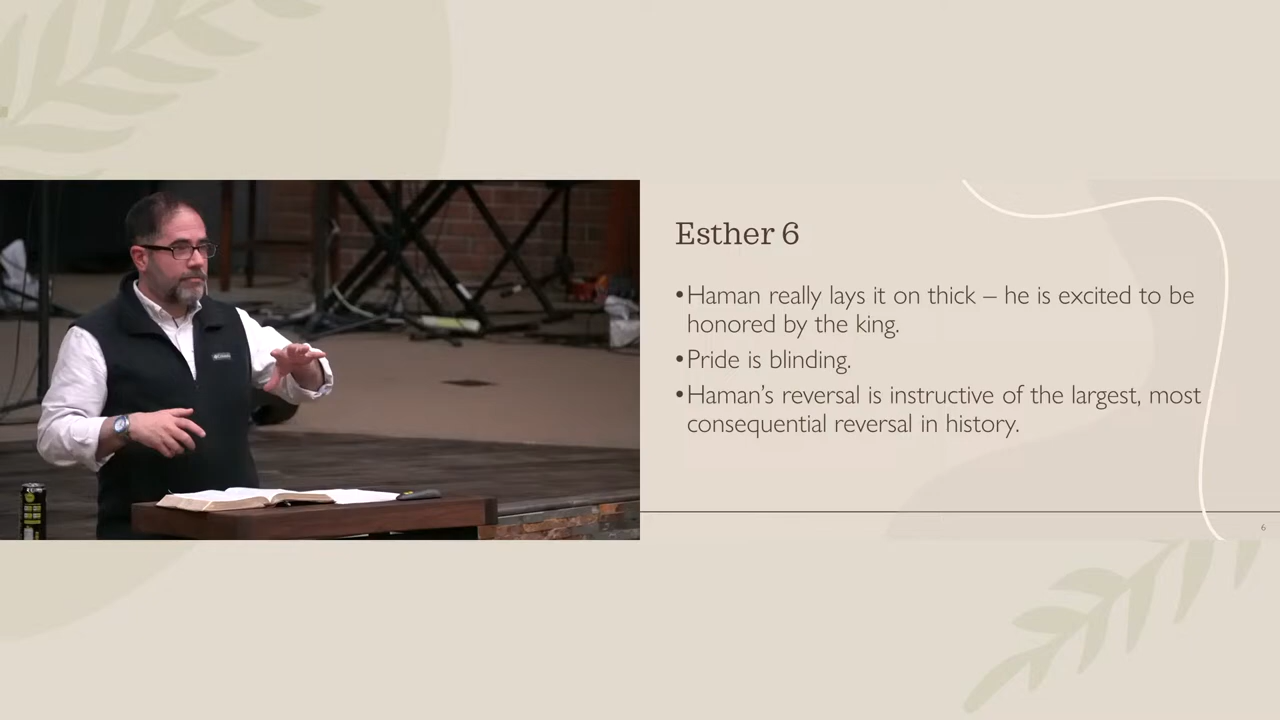 Esther 6
•Haman really lays it on thick – he is excited to be
honored by the king.
•Pride is blinding.
•Haman’s reversal is instructive of the largest, most
consequential reversal in history.
6